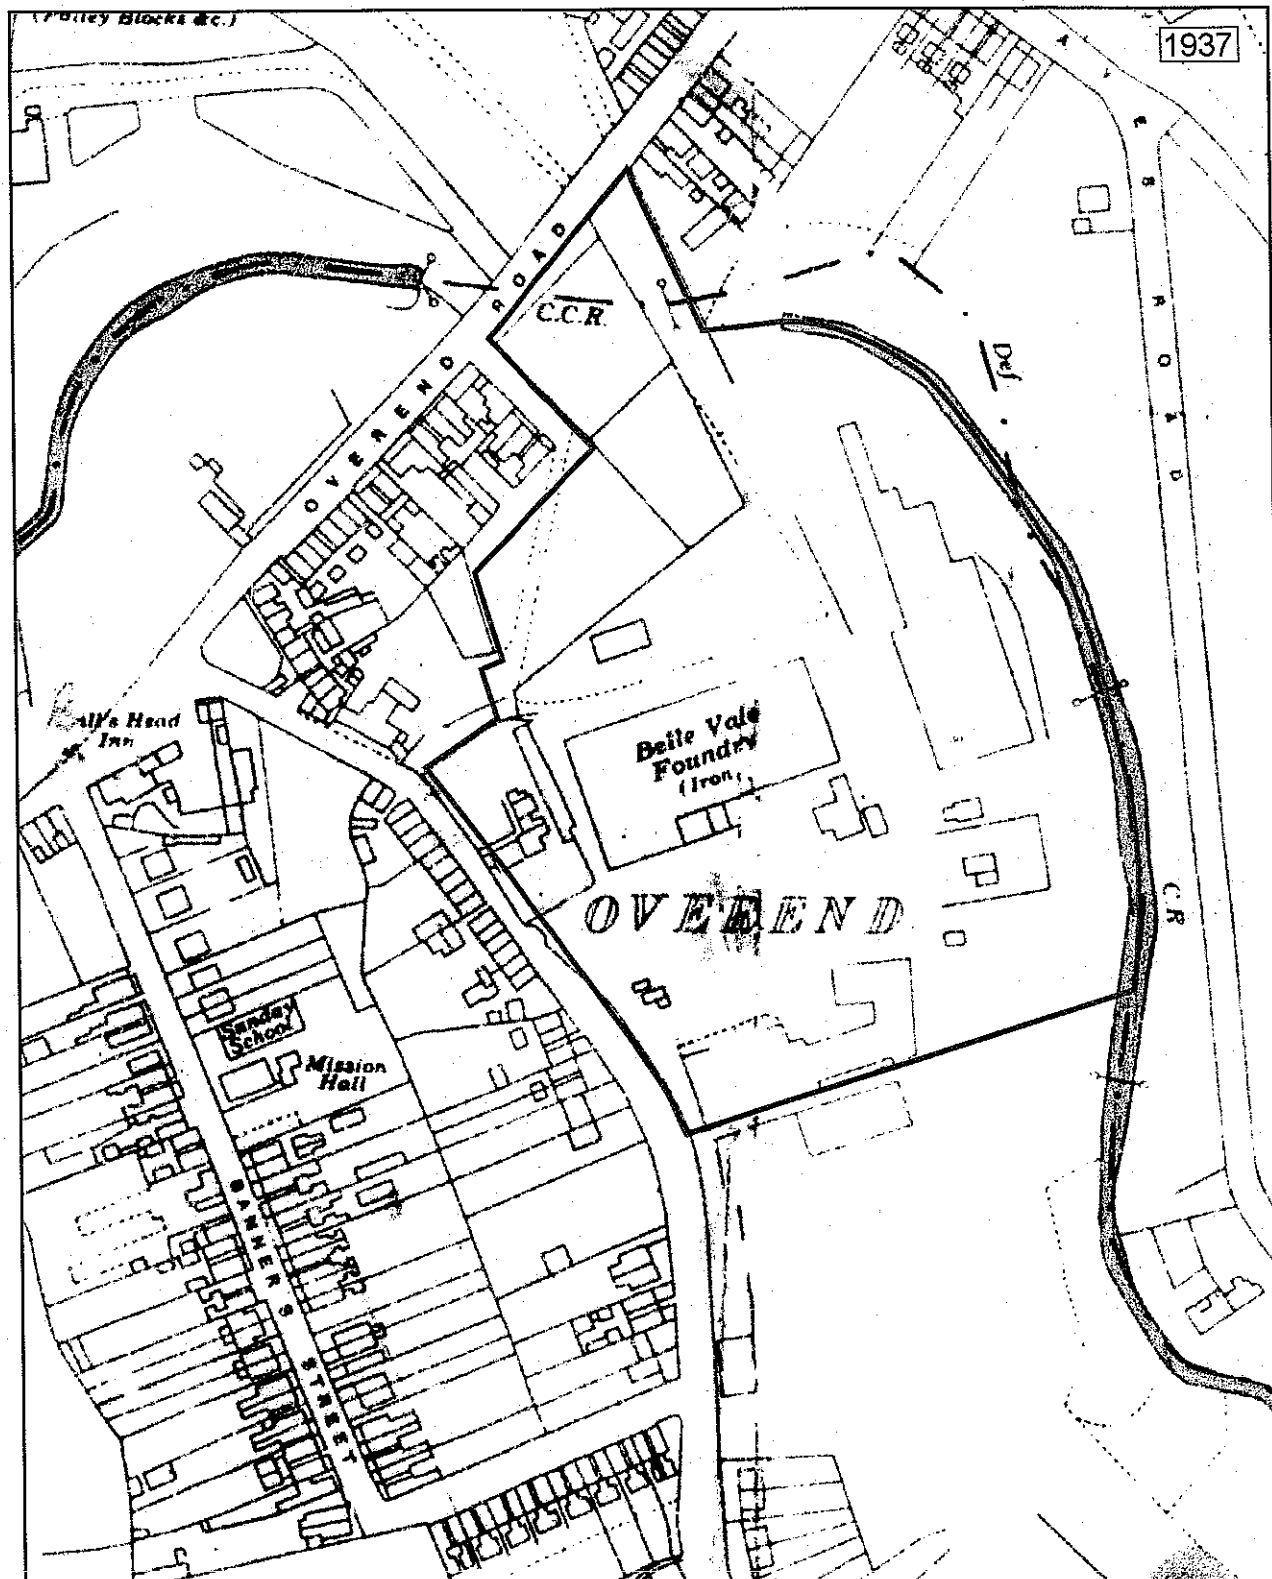 (Pulley Blocks &c.)
1937
ROAD
OVEREND ROAD
C.C.R.
Def.
Inn
Belle Vale
Foundry
(Iron)
OVEREND
C R
Sunday
School
Mission
Hall
BANNERS STREET